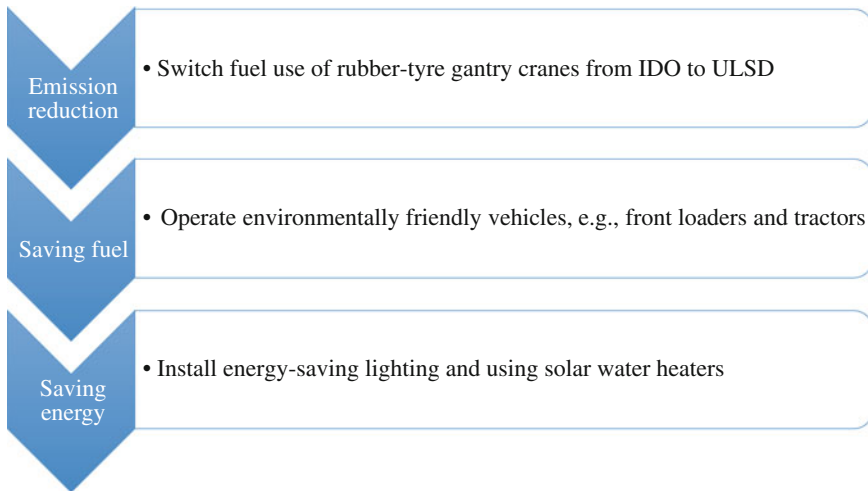 Emission
reduction
• Switch fuel use of rubber-tyre gantry cranes from IDO to ULSD
Saving fuel
• Operate environmentally friendly vehicles, e.g., front loaders and tractors
Saving
energy
• Install energy-saving lighting and using solar water heaters